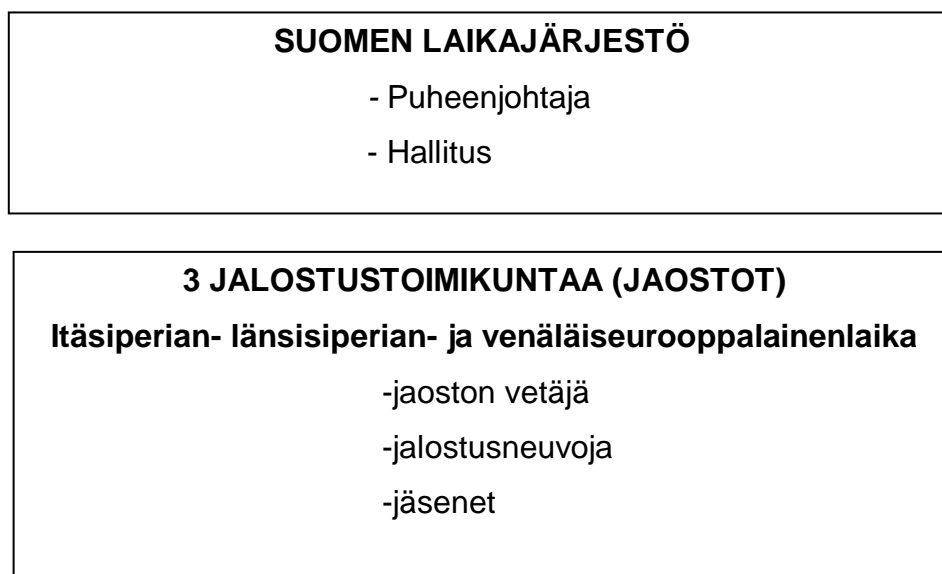 SUOMEN LAIKAJÄRJESTÖ
- Puheenjohtaja
- Hallitus
3 JALOSTUSTOIMIKUNTAA (JAOSTOT)
Itäsiperian- länsisiperian- ja venäläiseurooppalainenlaika
-jaoston vetäjä
-jalostusneuvoja
-jäsenet